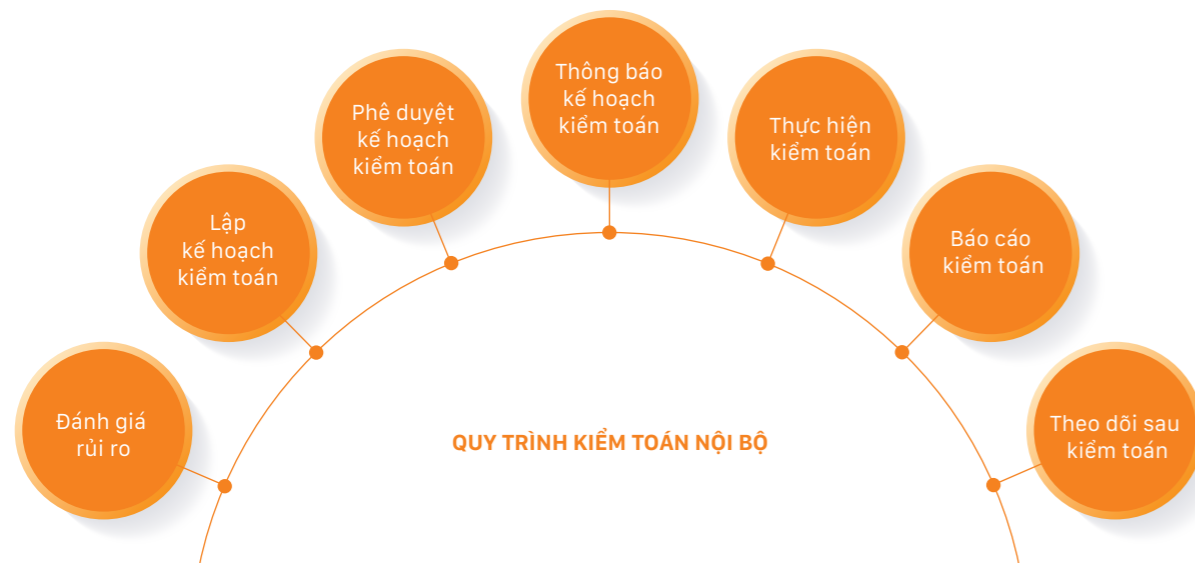 Đánh giá
rủi ro
Lập
kế hoạch
kiểm toán
Phê duyệt
kế hoạch
kiểm toán
Thông báo
kế hoạch
kiểm toán
Thực hiện
kiểm toán
Báo cáo
kiểm toán
Theo dõi sau
kiểm toán
QUY TRÌNH KIỂM TOÁN NỘI BỘ